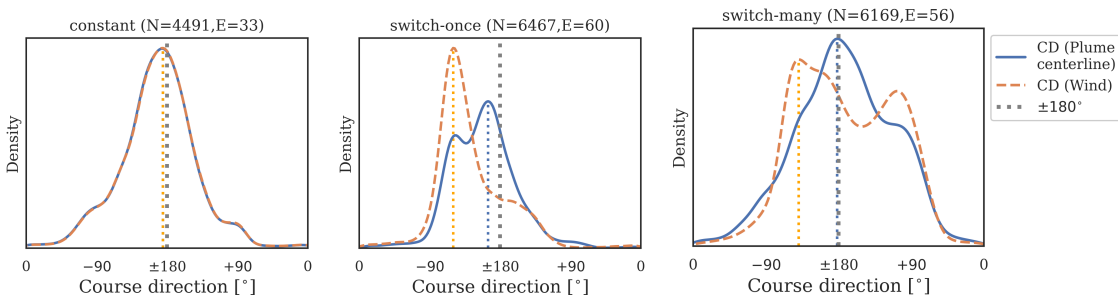 constant (N=4491,E=33)
Density
0
−90
±180
+90
0
Course direction [°]
switch-once (N=6467,E=60)
Density
0
−90
±180
+90
0
Course direction [°]
switch-many (N=6169,E=56)
Density
0
−90
±180
+90
0
Course direction [°]
CD (Plume
centerline)
CD (Wind)
±180°